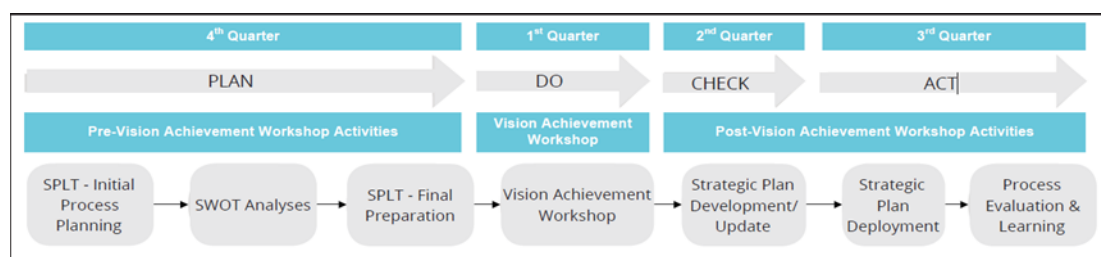 4th Quarter
1st Quarter
2nd Quarter
3rd Quarter
PLAN
DO
CHECK
ACT
Pre-Vision Achievement Workshop Activities
Vision Achievement
Workshop
Post-Vision Achievement Workshop Activities
SPLT - Initial
Process
Planning
SWOT Analyses
SPLT - Final
Preparation
Vision Achievement
Workshop
Strategic Plan
Development/
Update
Strategic
Plan
Deployment
Process
Evaluation &
Learning